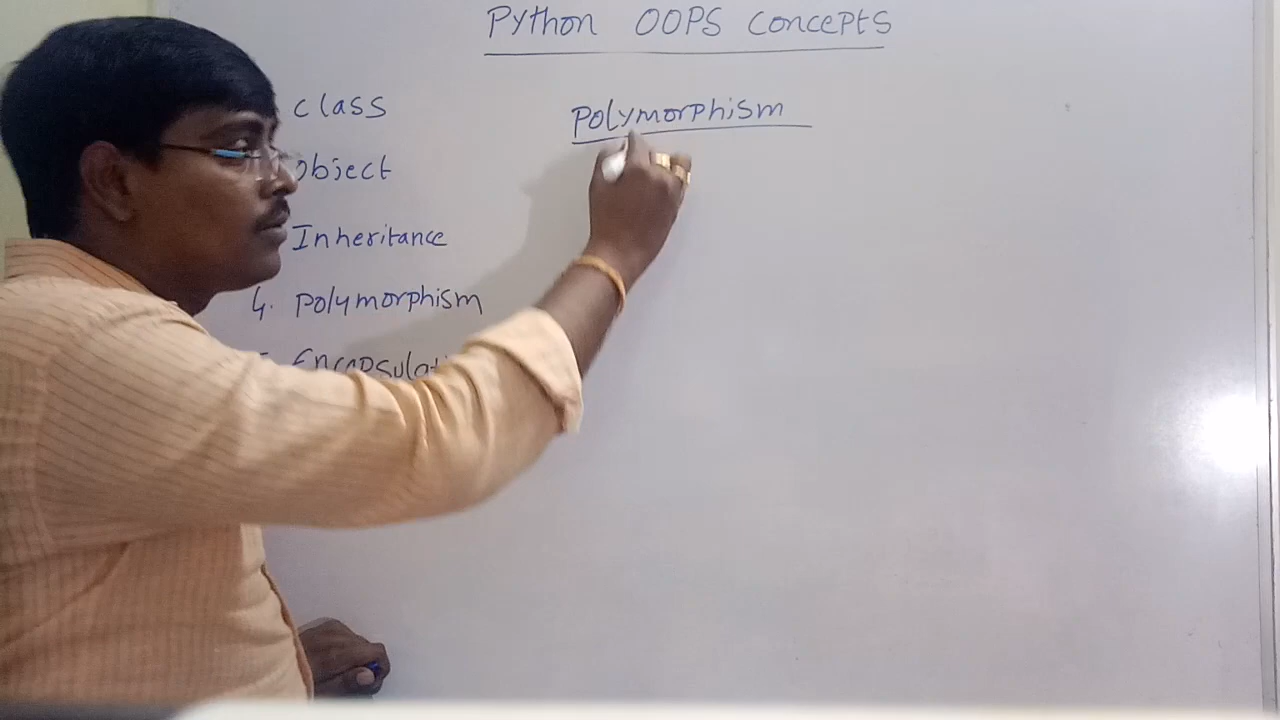 Python OOPS Concepts
class
object
Inheritance
4. polymorphism
polymorphism